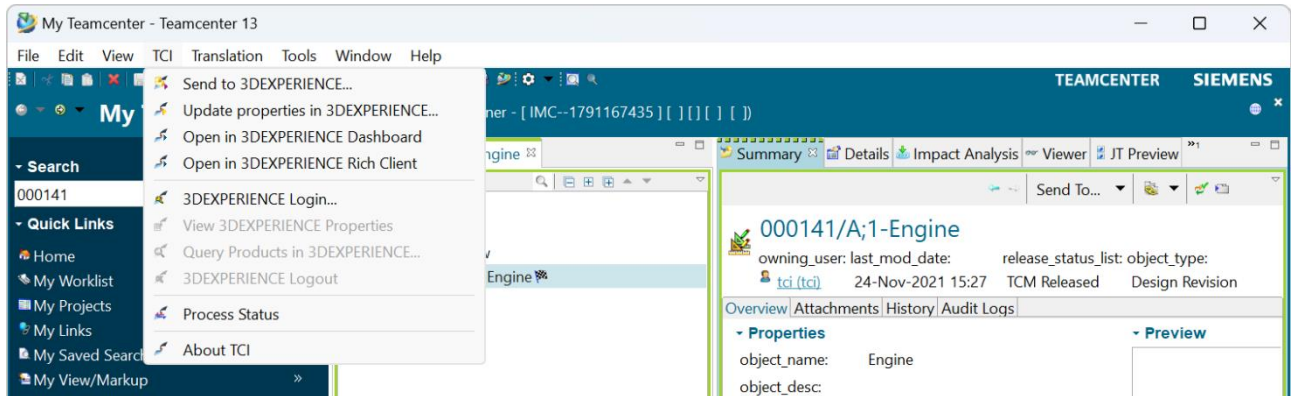 My Teamcenter - Teamcenter 13
File Edit View TCI Translation Tools Window Help
TEAMCENTER SIEMENS
My
ner - [ IMC--1791167435 ] [ ] [] [ ] [ ])
Send to 3DEXPERIENCE...
Update properties in 3DEXPERIENCE...
Open in 3DEXPERIENCE Dashboard
Open in 3DEXPERIENCE Rich Client
3DEXPERIENCE Login...
View 3DEXPERIENCE Properties
Query Products in 3DEXPERIENCE...
3DEXPERIENCE Logout
Process Status
About TCI
Search
000141
Quick Links
Home
My Worklist
My Projects
My Links
My Saved Search
My View/Markup »
ngine
Engine
Summary Details Impact Analysis Viewer JT Preview »1
Send To...
000141/A;1-Engine
owning_user: last_mod_date: release_status_list: object_type:
tci (tci) 24-Nov-2021 15:27 TCM Released Design Revision
Overview Attachments History Audit Logs
Properties Preview
object_name: Engine
object_desc: